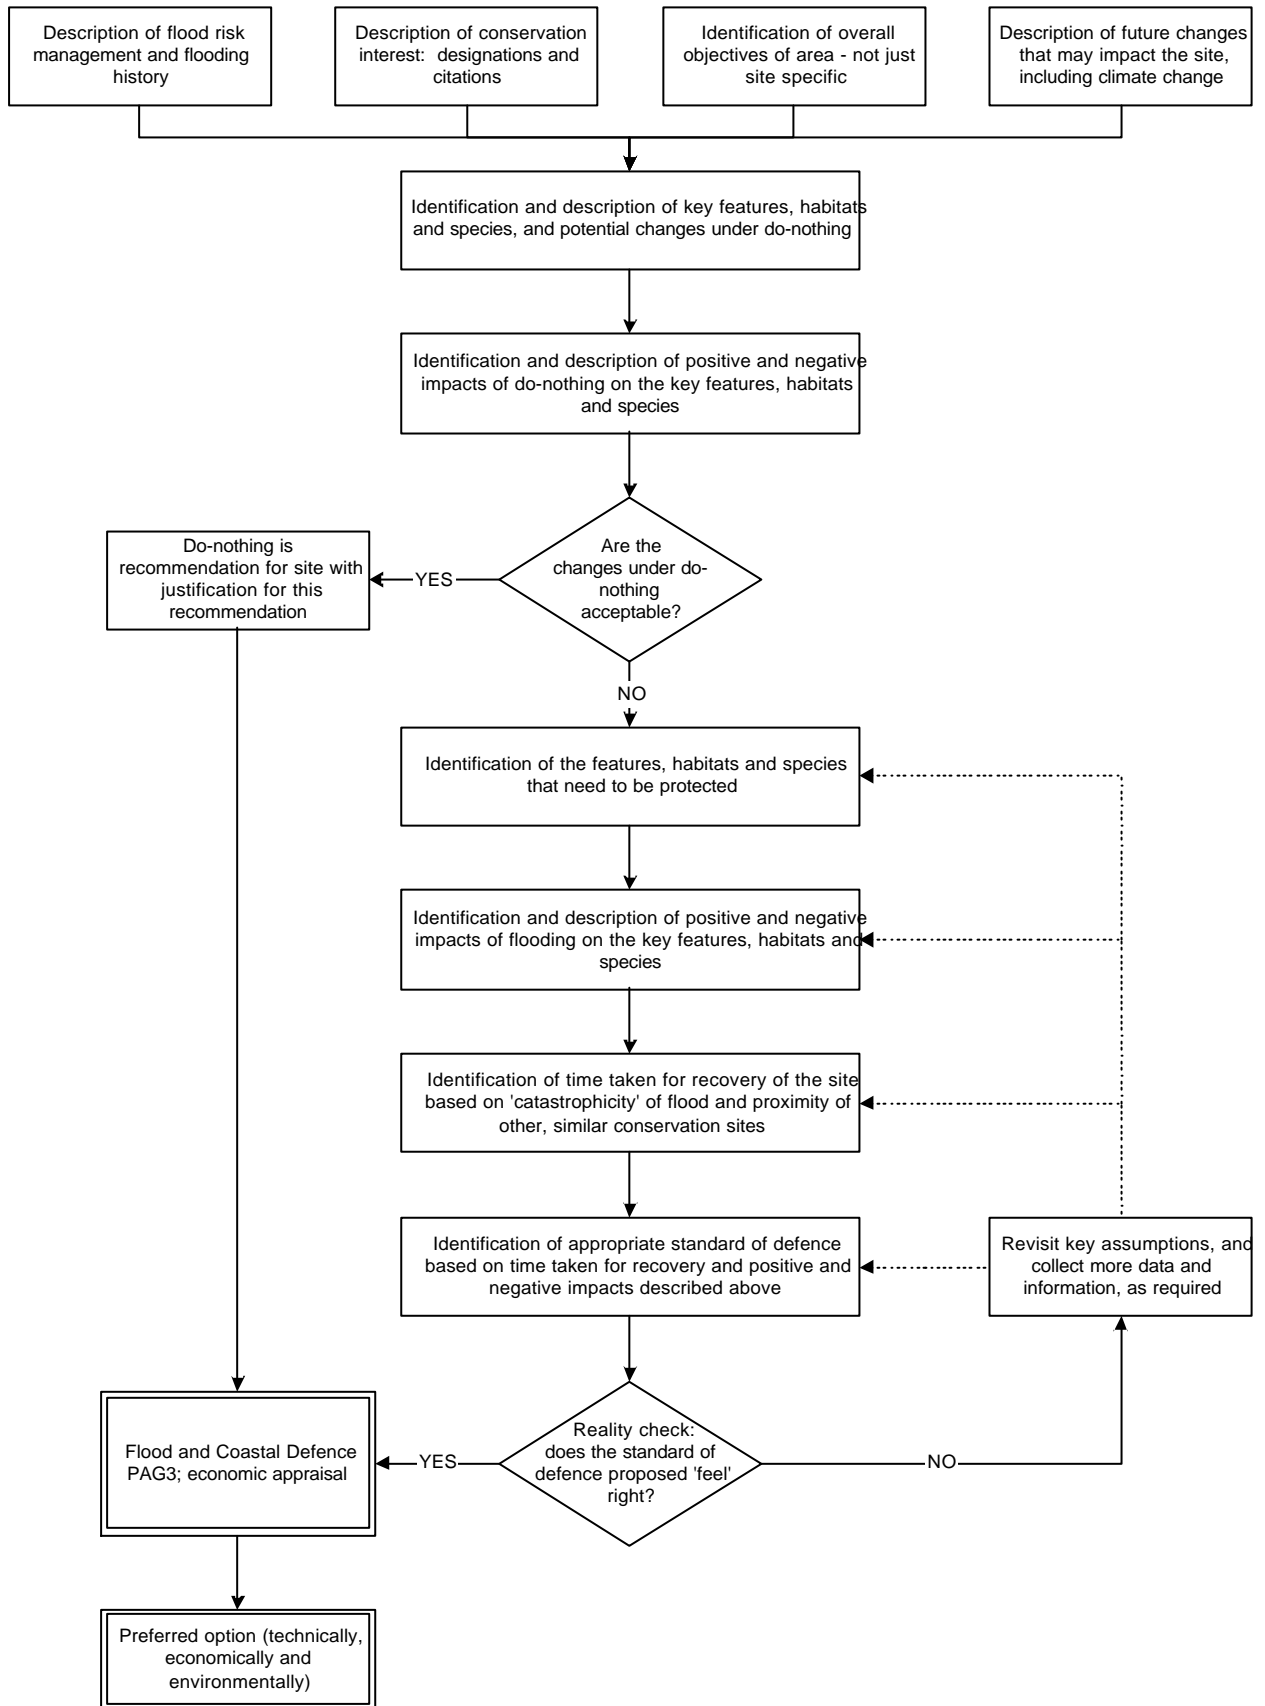 Description of flood risk
management and flooding
history
Description of conservation
interest:  designations and
citations
Identification of overall
objectives of area - not just
site specific
Description of future changes
that may impact the site,
including climate change
Identification and description of key features, habitats
and species, and potential changes under do-nothing
Identification and description of positive and negative
impacts of do-nothing on the key features, habitats
and species
Are the
changes under do-
nothing
acceptable?
YES
Do-nothing is
recommendation for site with
justification for this
recommendation
NO
Identification of the features, habitats and species
that need to be protected
Identification and description of positive and negative
impacts of flooding on the key features, habitats and
species
Identification of time taken for recovery of the site
based on 'catastrophicity' of flood and proximity of
other, similar conservation sites
Identification of appropriate standard of defence
based on time taken for recovery and positive and
negative impacts described above
Revisit key assumptions, and
collect more data and
information, as required
Reality check:
does the standard of
defence proposed 'feel'
right?
YES
NO
Flood and Coastal Defence
PAG3; economic appraisal
Preferred option (technically,
economically and
environmentally)